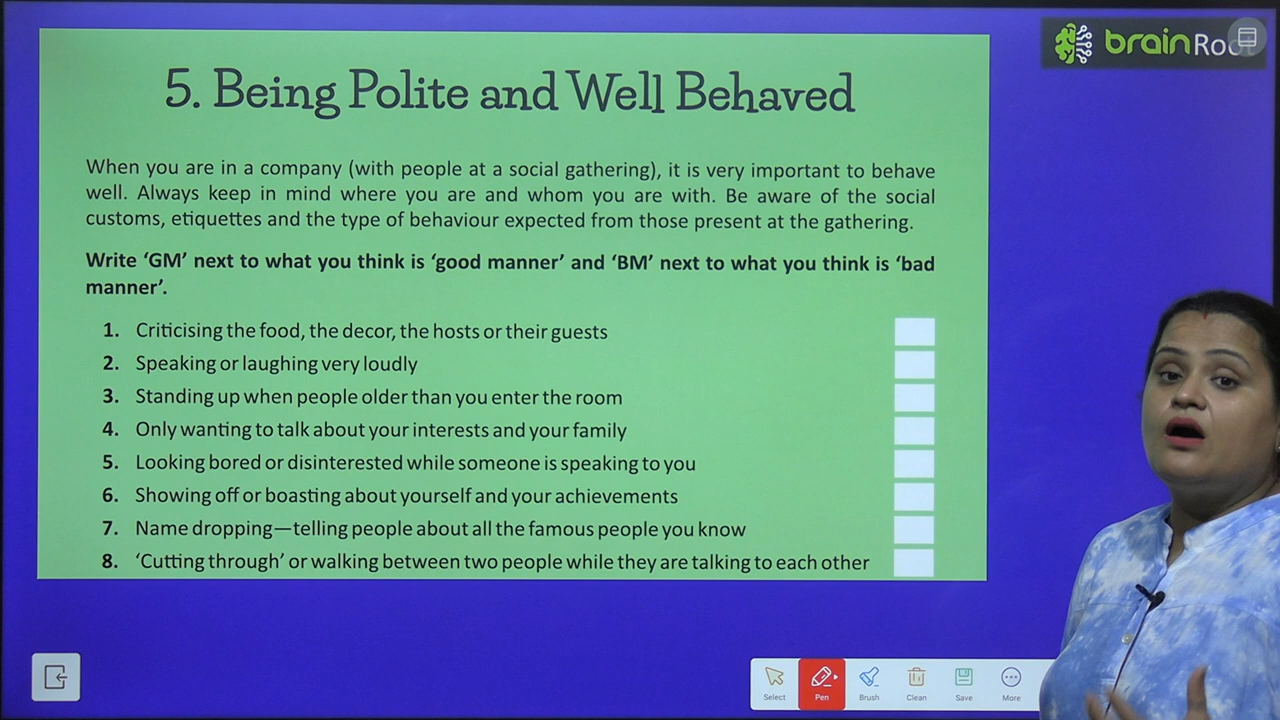 brainRoot
5. Being Polite and Well Behaved
When you are in a company (with people at a social gathering), it is very important to behave
well. Always keep in mind where you are and whom you are with. Be aware of the social
customs, etiquettes and the type of behaviour expected from those present at the gathering.
Write ‘GM’ next to what you think is ‘good manner’ and ‘BM’ next to what you think is ‘bad
manner’.
1. Criticising the food, the decor, the hosts or their guests
2. Speaking or laughing very loudly
3. Standing up when people older than you enter the room
4. Only wanting to talk about your interests and your family
5. Looking bored or disinterested while someone is speaking to you
6. Showing off or boasting about yourself and your achievements
7. Name dropping—telling people about all the famous people you know
8. ‘Cutting through’ or walking between two people while they are talking to each other
Select Pen Brush Clean Save More